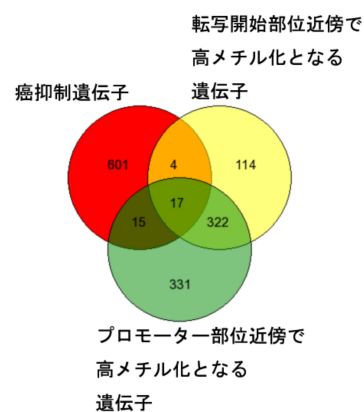 転写開始部位近傍で
高メチル化となる
遺伝子
癌抑制遺伝子
601
4
114
17
15
322
331
プロモーター部位近傍で
高メチル化となる
遺伝子